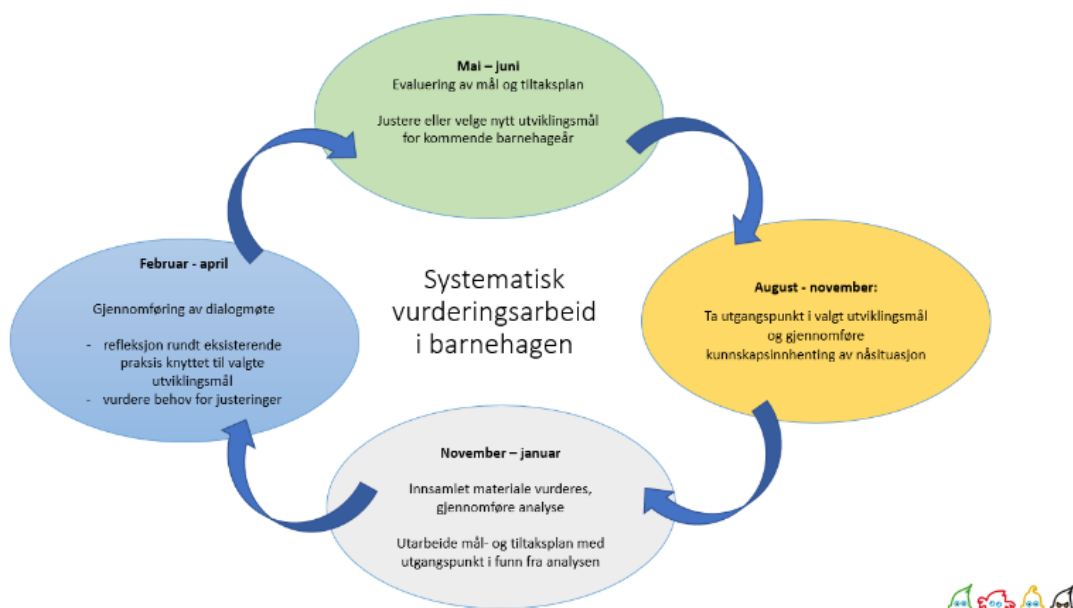 Mai – juni
Evaluering av mål og tiltaksplan
Justere eller velge nytt utviklingsmål
for kommende barnehageår
August - november:
Ta utgangspunkt i valgt utviklingsmål
og gjennomføre
kunnskapsinnhenting av nåsituasjon
November – januar
Innsamlet materiale vurderes,
gjennomføre analyse
Utarbeide mål- og tiltaksplan med
utgangspunkt i funn fra analysen
Februar - april
Gjennomføring av dialogmøte
- refleksjon rundt eksisterende
praksis knyttet til valgte
utviklingsmål
- vurdere behov for justeringer
Systematisk
vurderingsarbeid
i barnehagen